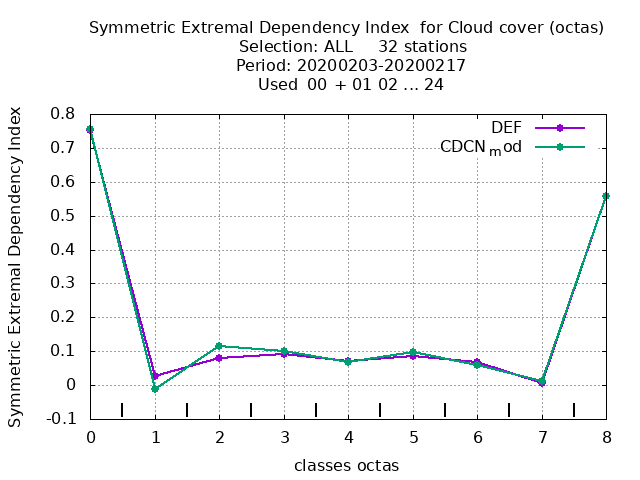 Symmetric Extremal Dependency Index  for Cloud cover (octas)
Selection: ALL     32 stations
Period: 20200203-20200217
Used  00  + 01 02 ... 24
Symmetric Extremal Dependency Index
0.8
0.7
0.6
0.5
0.4
0.3
0.2
0.1
0
-0.1
DEF
CDCNmod
0 1 2 3 4 5 6 7 8
classes octas